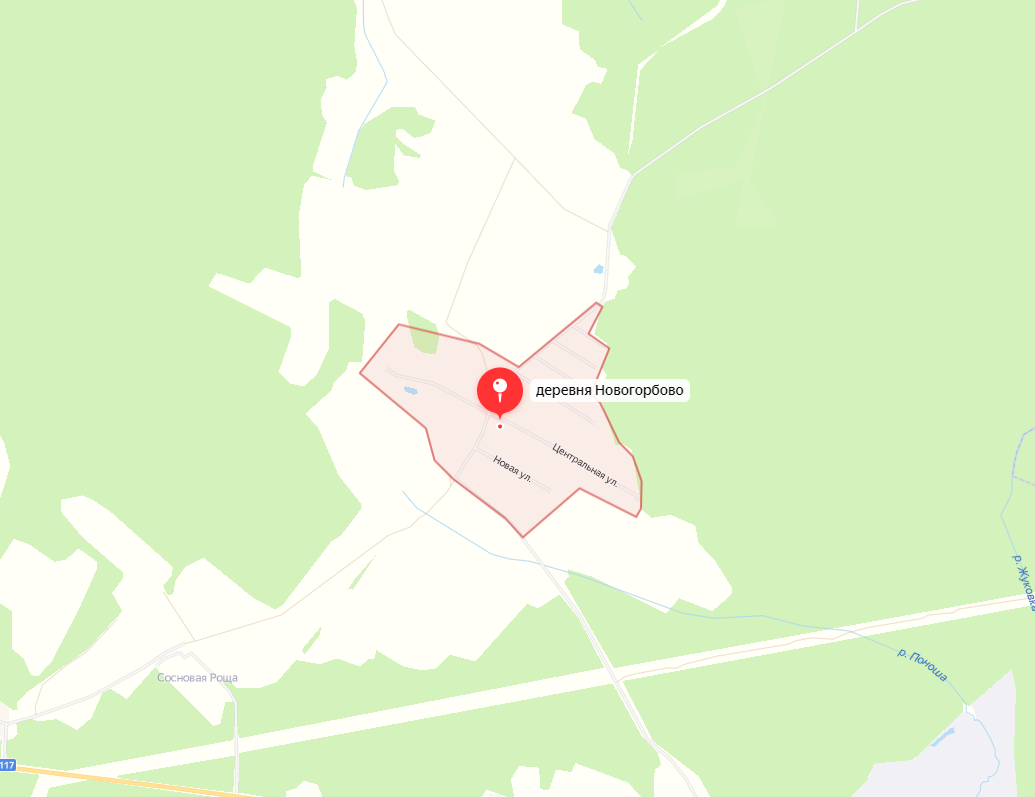 деревня Новогорбово
Центральная ул.
Новая ул.
р. Жуковка
р. Поноша
Сосновая Роща
117